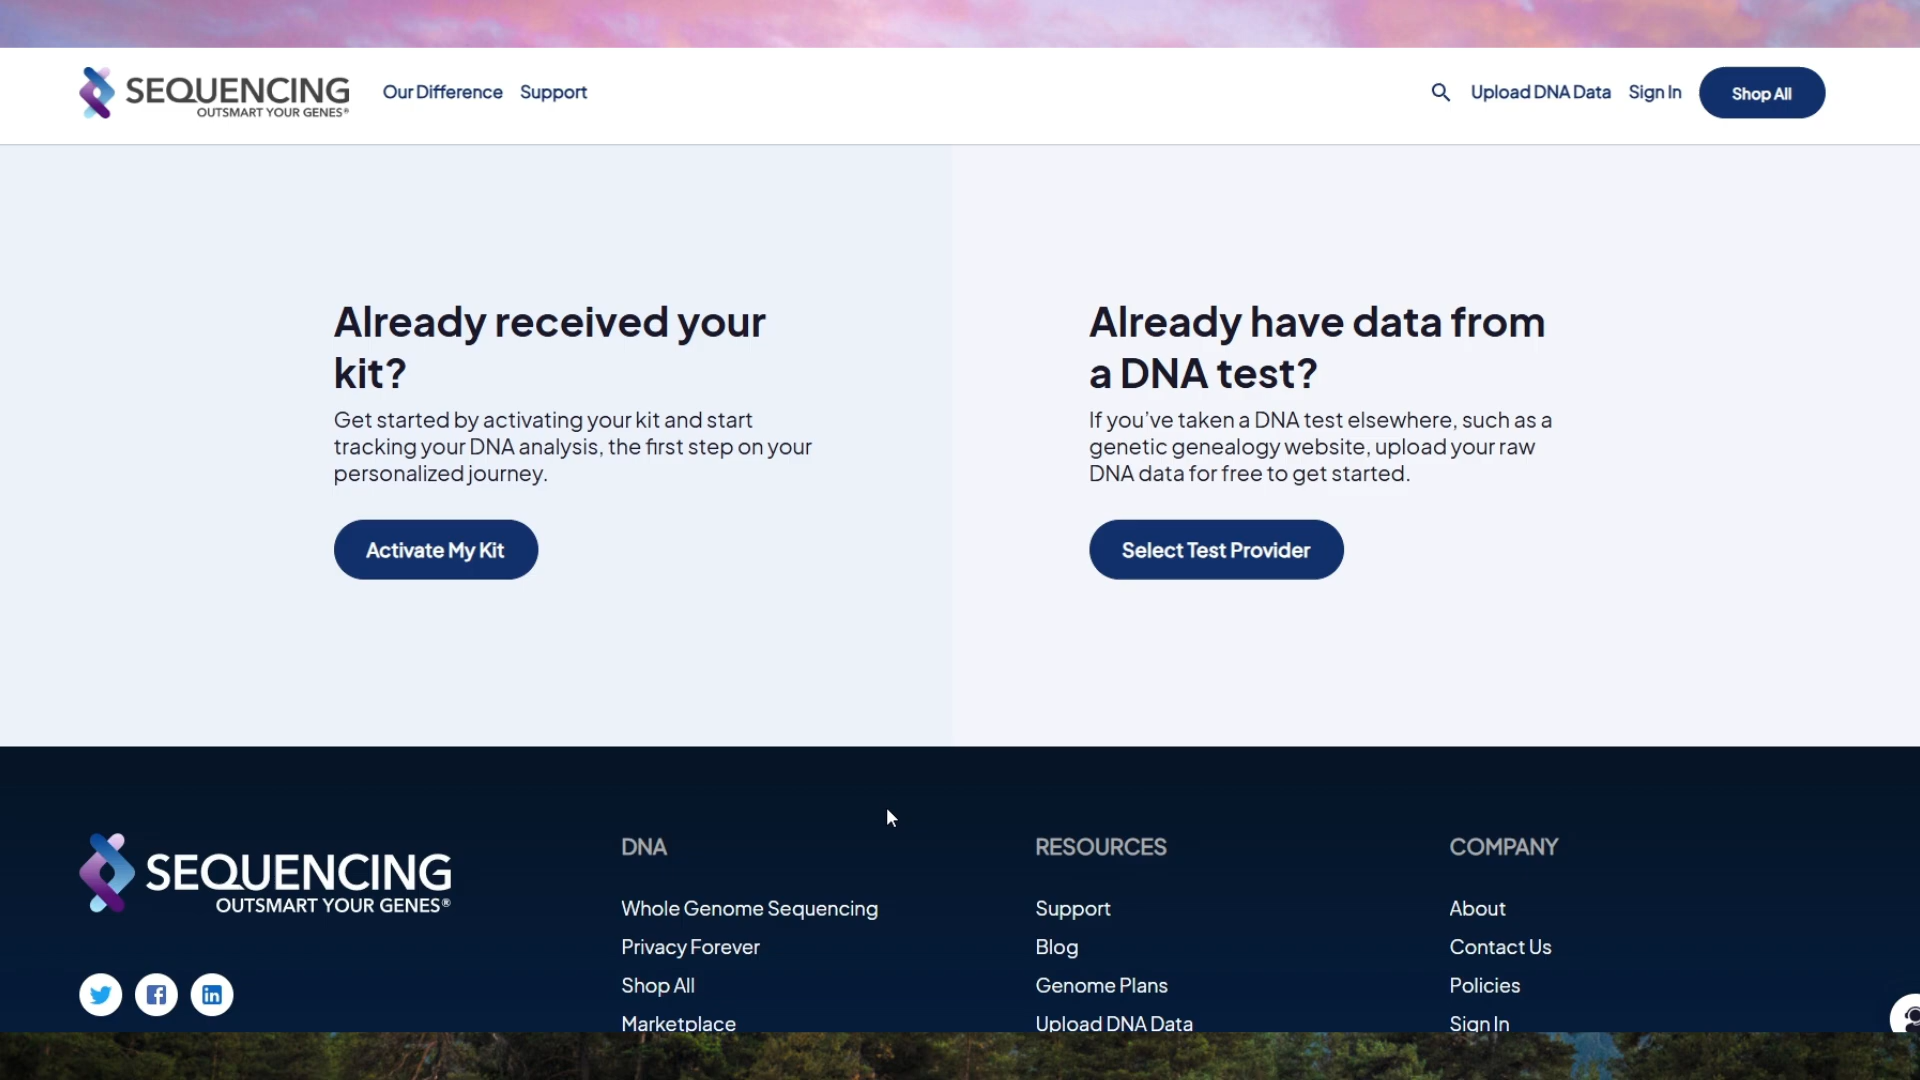 SEQUENCING
OUTSMART YOUR GENES®
Our Difference
Support
Upload DNA Data
Sign In
Shop All
Already received your
kit?
Get started by activating your kit and start
tracking your DNA analysis, the first step on your
personalized journey.
Activate My Kit
Already have data from
a DNA test?
If you’ve taken a DNA test elsewhere, such as a
genetic genealogy website, upload your raw
DNA data for free to get started.
Select Test Provider
SEQUENCING
OUTSMART YOUR GENES®
DNA
Whole Genome Sequencing
Privacy Forever
Shop All
Marketplace
RESOURCES
Support
Blog
Genome Plans
Upload DNA Data
COMPANY
About
Contact Us
Policies
Sign In